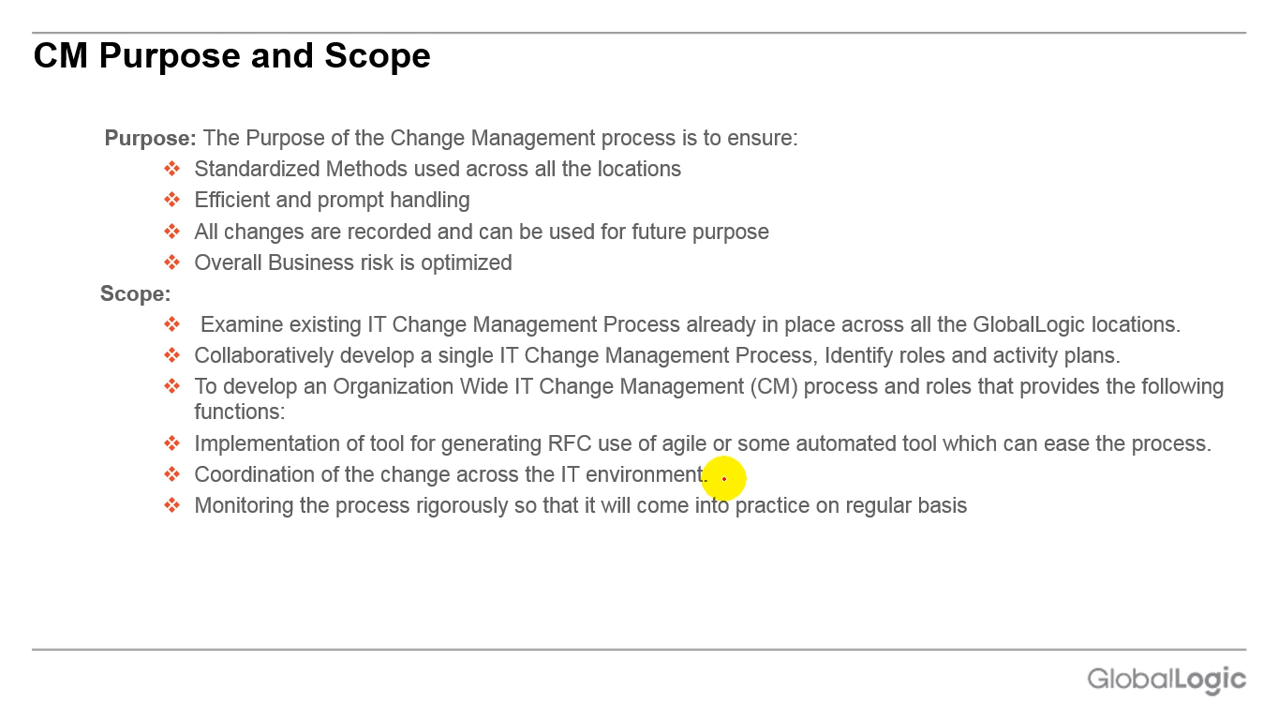 CM Purpose and Scope
Purpose: The Purpose of the Change Management process is to ensure:
Standardized Methods used across all the locations
Efficient and prompt handling
All changes are recorded and can be used for future purpose
Overall Business risk is optimized
Scope:
Examine existing IT Change Management Process already in place across all the GlobalLogic locations.
Collaboratively develop a single IT Change Management Process, Identify roles and activity plans.
To develop an Organization Wide IT Change Management (CM) process and roles that provides the following
functions:
Implementation of tool for generating RFC use of agile or some automated tool which can ease the process.
Coordination of the change across the IT environment.
Monitoring the process rigorously so that it will come into practice on regular basis
GlobalLogic